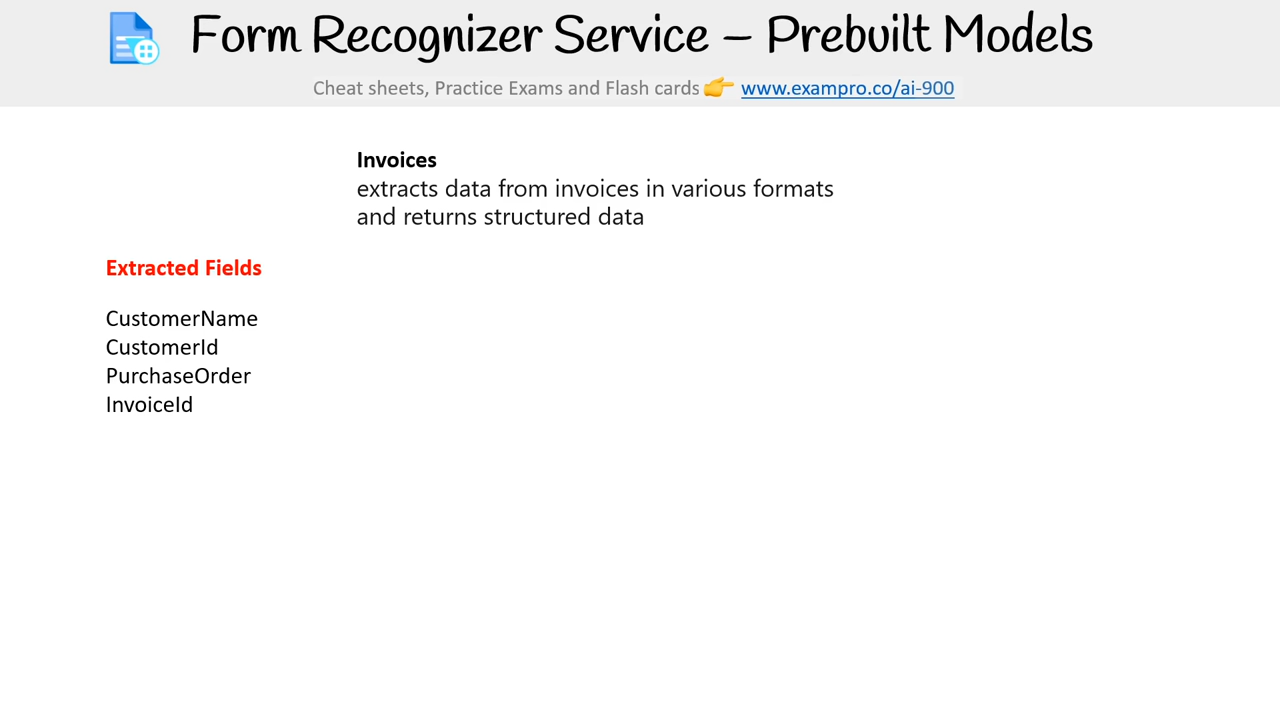 Form Recognizer Service – Prebuilt Models
Cheat sheets, Practice Exams and Flash cards 👉 www.exampro.co/ai-900
Invoices
extracts data from invoices in various formats
and returns structured data
Extracted Fields
CustomerName
CustomerId
PurchaseOrder
InvoiceId